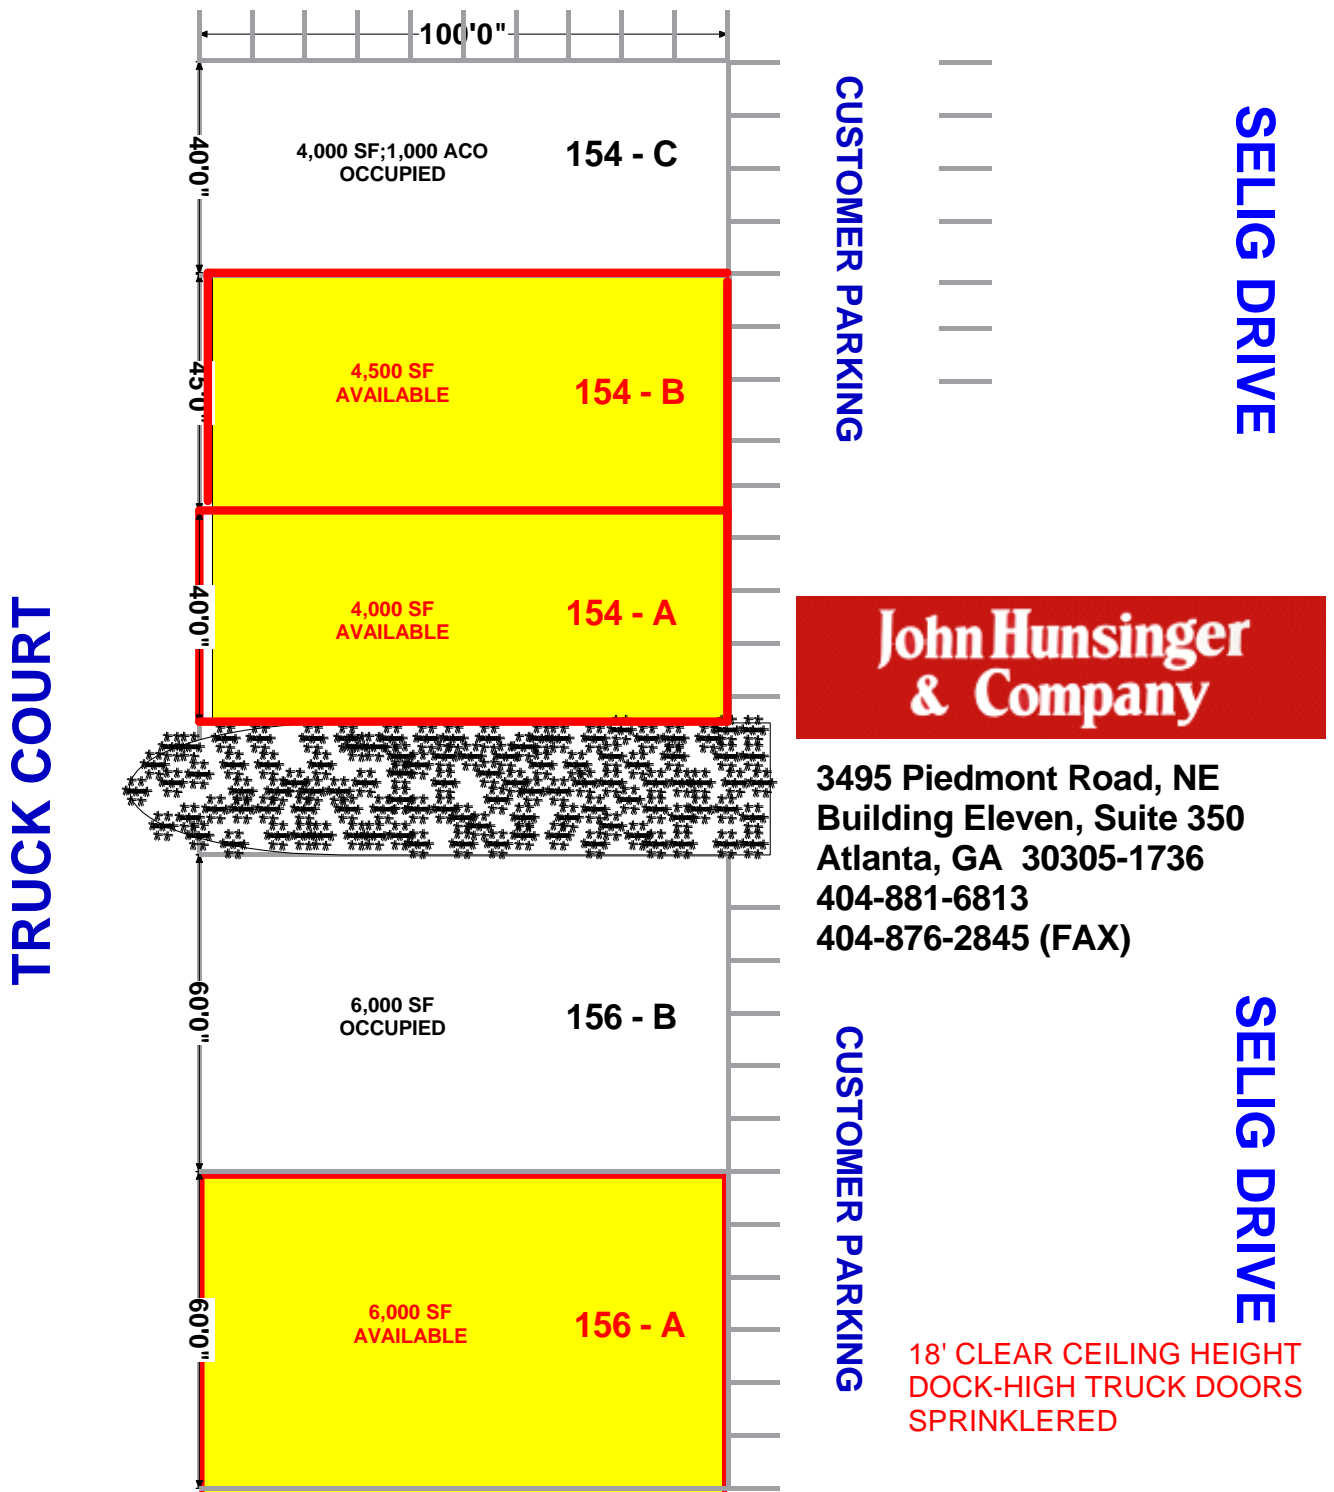 100'0"
40'0"
4,000 SF;1,000 ACO
OCCUPIED
154 - C
CUSTOMER PARKING
SELIG DRIVE
45'0"
4,500 SF
AVAILABLE
154 - B
40'0"
4,000 SF
AVAILABLE
154 - A
TRUCK COURT
John Hunsinger
& Company
3495 Piedmont Road, NE
Building Eleven, Suite 350
Atlanta, GA  30305-1736
404-881-6813
404-876-2845 (FAX)
60'0"
6,000 SF
OCCUPIED
156 - B
CUSTOMER PARKING
SELIG DRIVE
60'0"
6,000 SF
AVAILABLE
156 - A
18' CLEAR CEILING HEIGHT
DOCK-HIGH TRUCK DOORS
SPRINKLERED